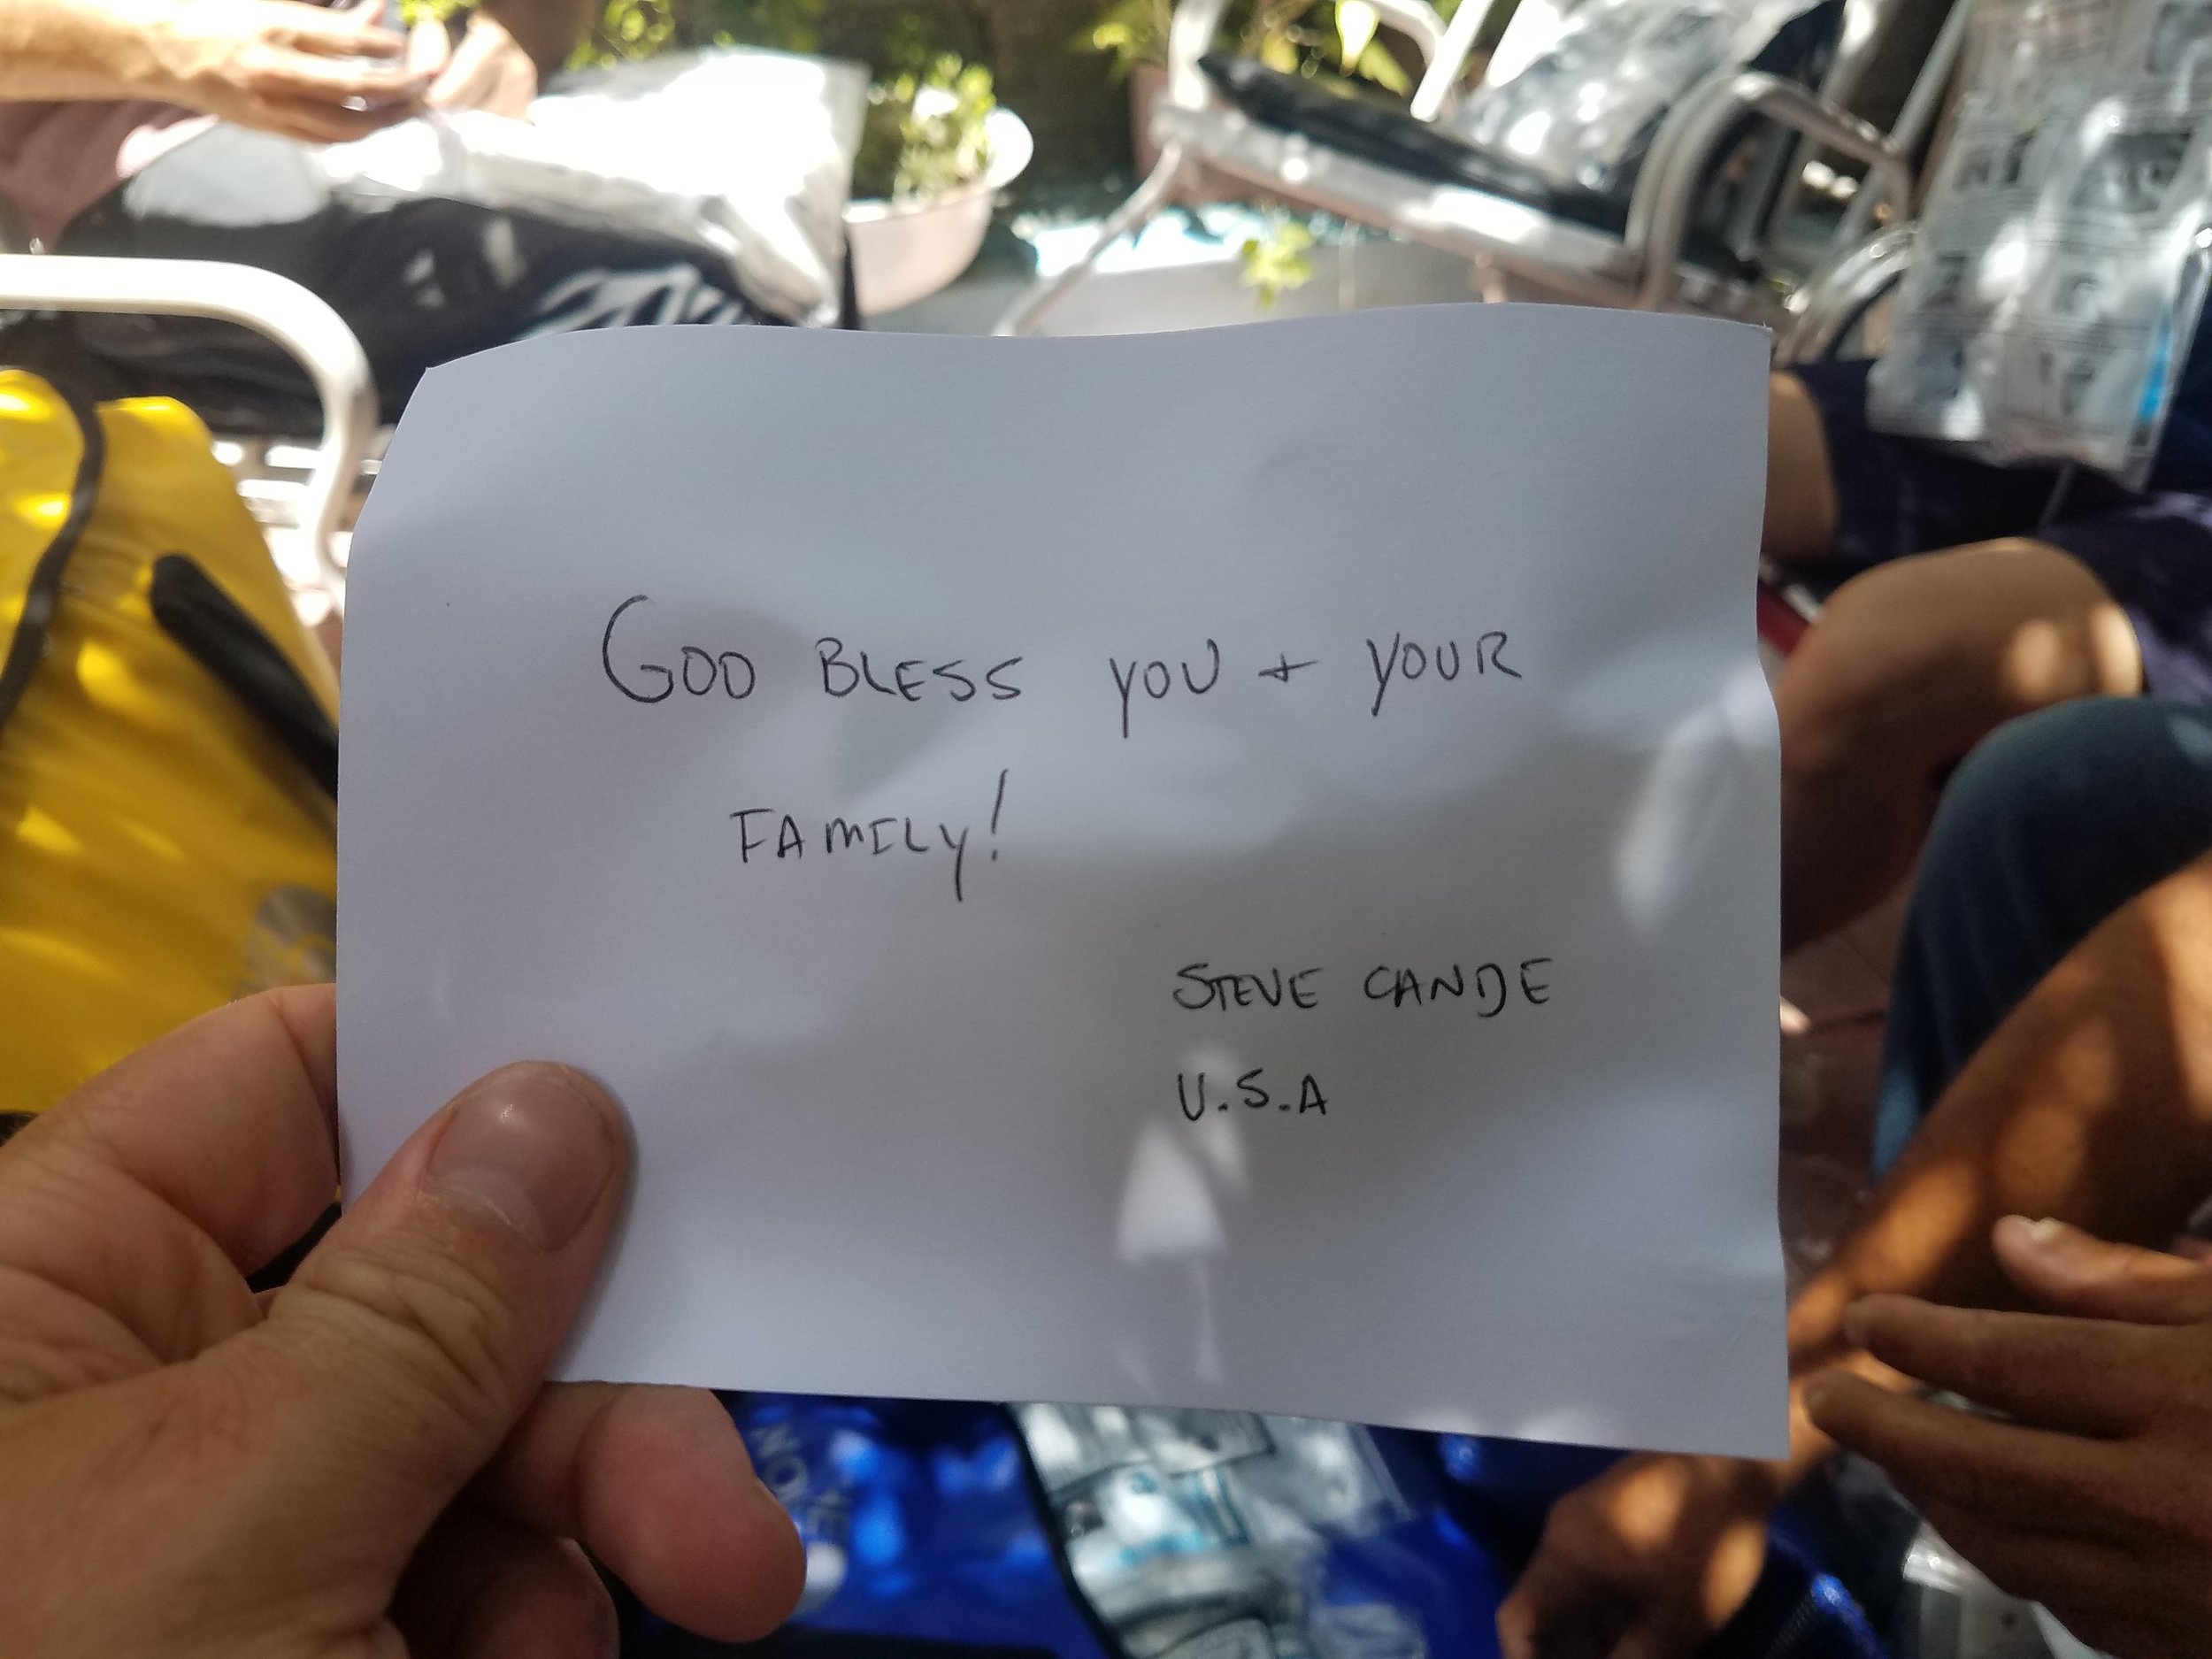 GOD BLESS YOU + YOUR
FAMILY!
STEVE CANDE
U.S.A